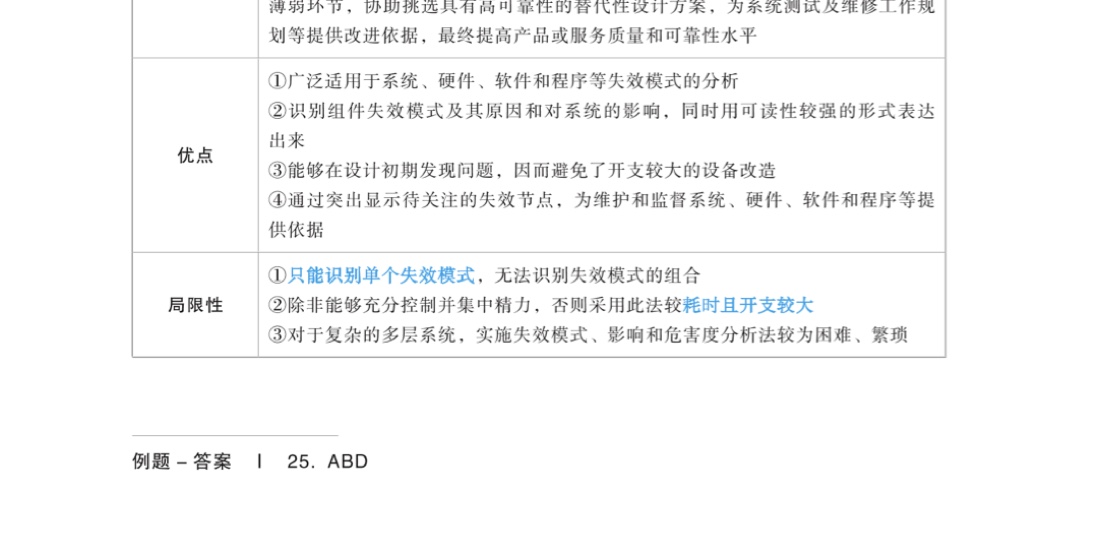 薄弱环节，协助挑选具有高可靠性的替代性设计方案，为系统测试及维修工作规
划等提供改进依据，最终提高产品或服务质量和可靠性水平
优点
①广泛适用于系统、硬件、软件和程序等失效模式的分析
②识别组件失效模式及其原因和对系统的影响，同时用可读性较强的形式表达
出来
③能够在设计初期发现问题，因而避免了开支较大的设备改造
④通过突出显示待关注的失效节点，为维护和监督系统、硬件、软件和程序等提
供依据
局限性
①只能识别单个失效模式，无法识别失效模式的组合
②除非能够充分控制并集中精力，否则采用此法较耗时且开支较大
③对于复杂的多层系统，实施失效模式、影响和危害度分析法较为困难、繁琐
例题 – 答案 | 25. ABD